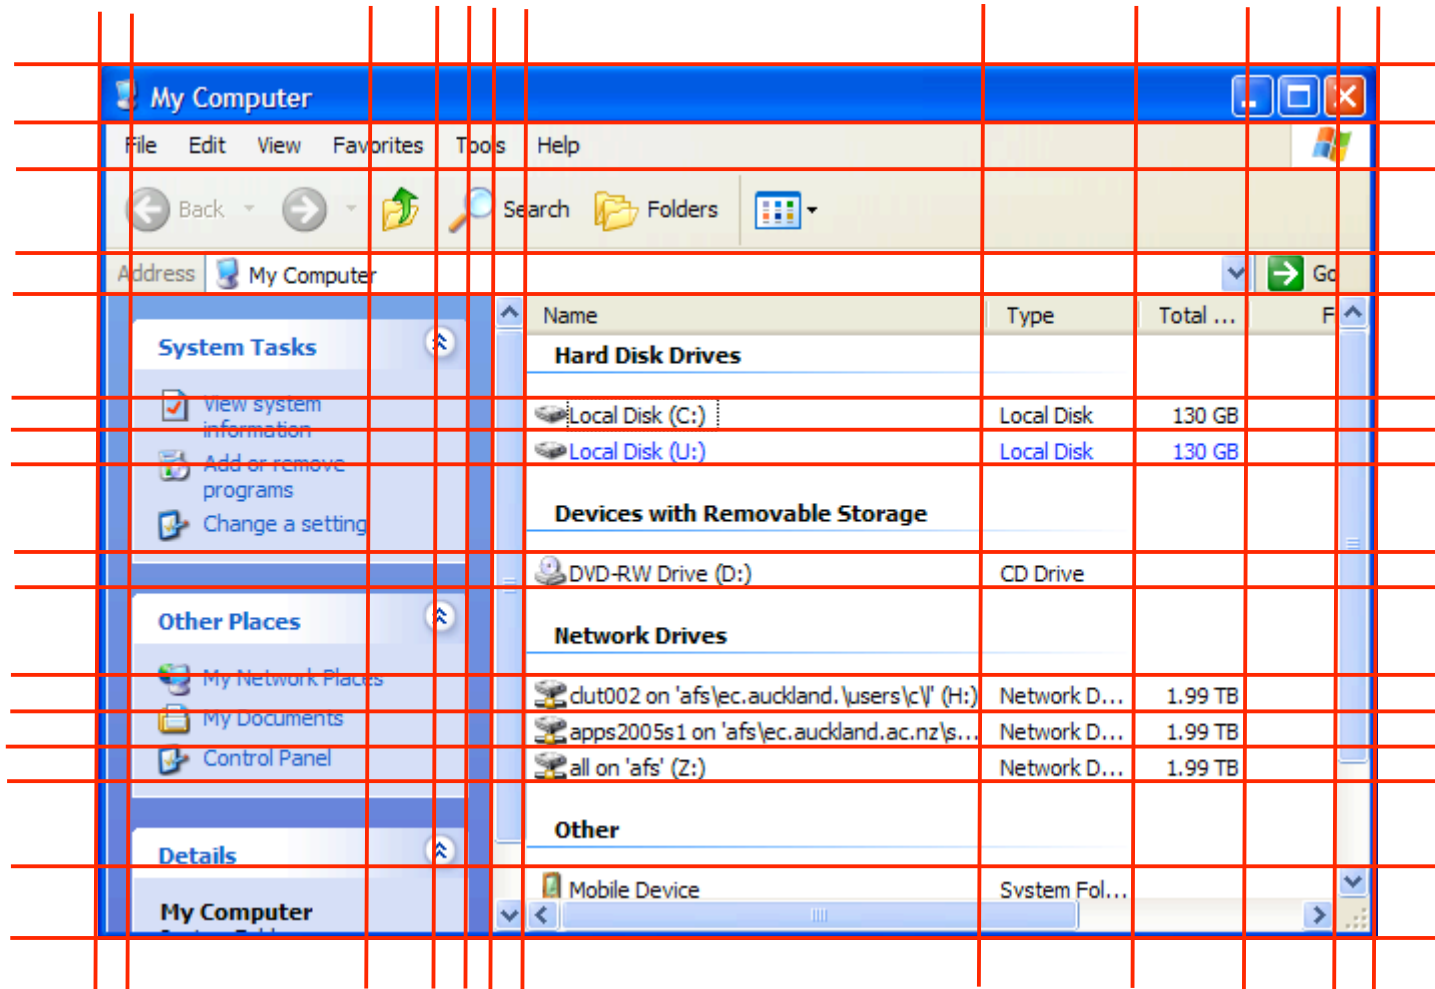 My Computer
File Edit View Favorites Tools Help
Back Search Folders
Address My Computer Go
Name Type Total ... F
System Tasks
Hard Disk Drives
View system
information
Local Disk (C:) Local Disk 130 GB
Local Disk (U:) Local Disk 130 GB
Add or remove
programs
Change a setting
Devices with Removable Storage
DVD-RW Drive (D:) CD Drive
Other Places
Network Drives
My Network Places
clut002 on 'afs\ec.auckland.\users\c\l' (H:) Network D... 1.99 TB
My Documents
apps2005s1 on 'afs\ec.auckland.ac.nz\s... Network D... 1.99 TB
Control Panel
all on 'afs' (Z:) Network D... 1.99 TB
Other
Details
Mobile Device System Fol...
My Computer